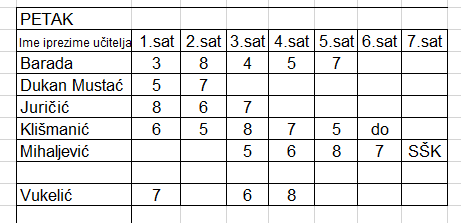 PETAK
Ime iprezime učitelja 1.sat 2.sat 3.sat 4.sat 5.sat 6.sat 7.sat
Barada 3 8 4 5 7
Dukan Mustać 5 7
Juričić 8 6 7
Klišmanić 6 5 8 7 5 do
Mihaljević 5 6 8 7 SŠK
Vukelić 7 6 8